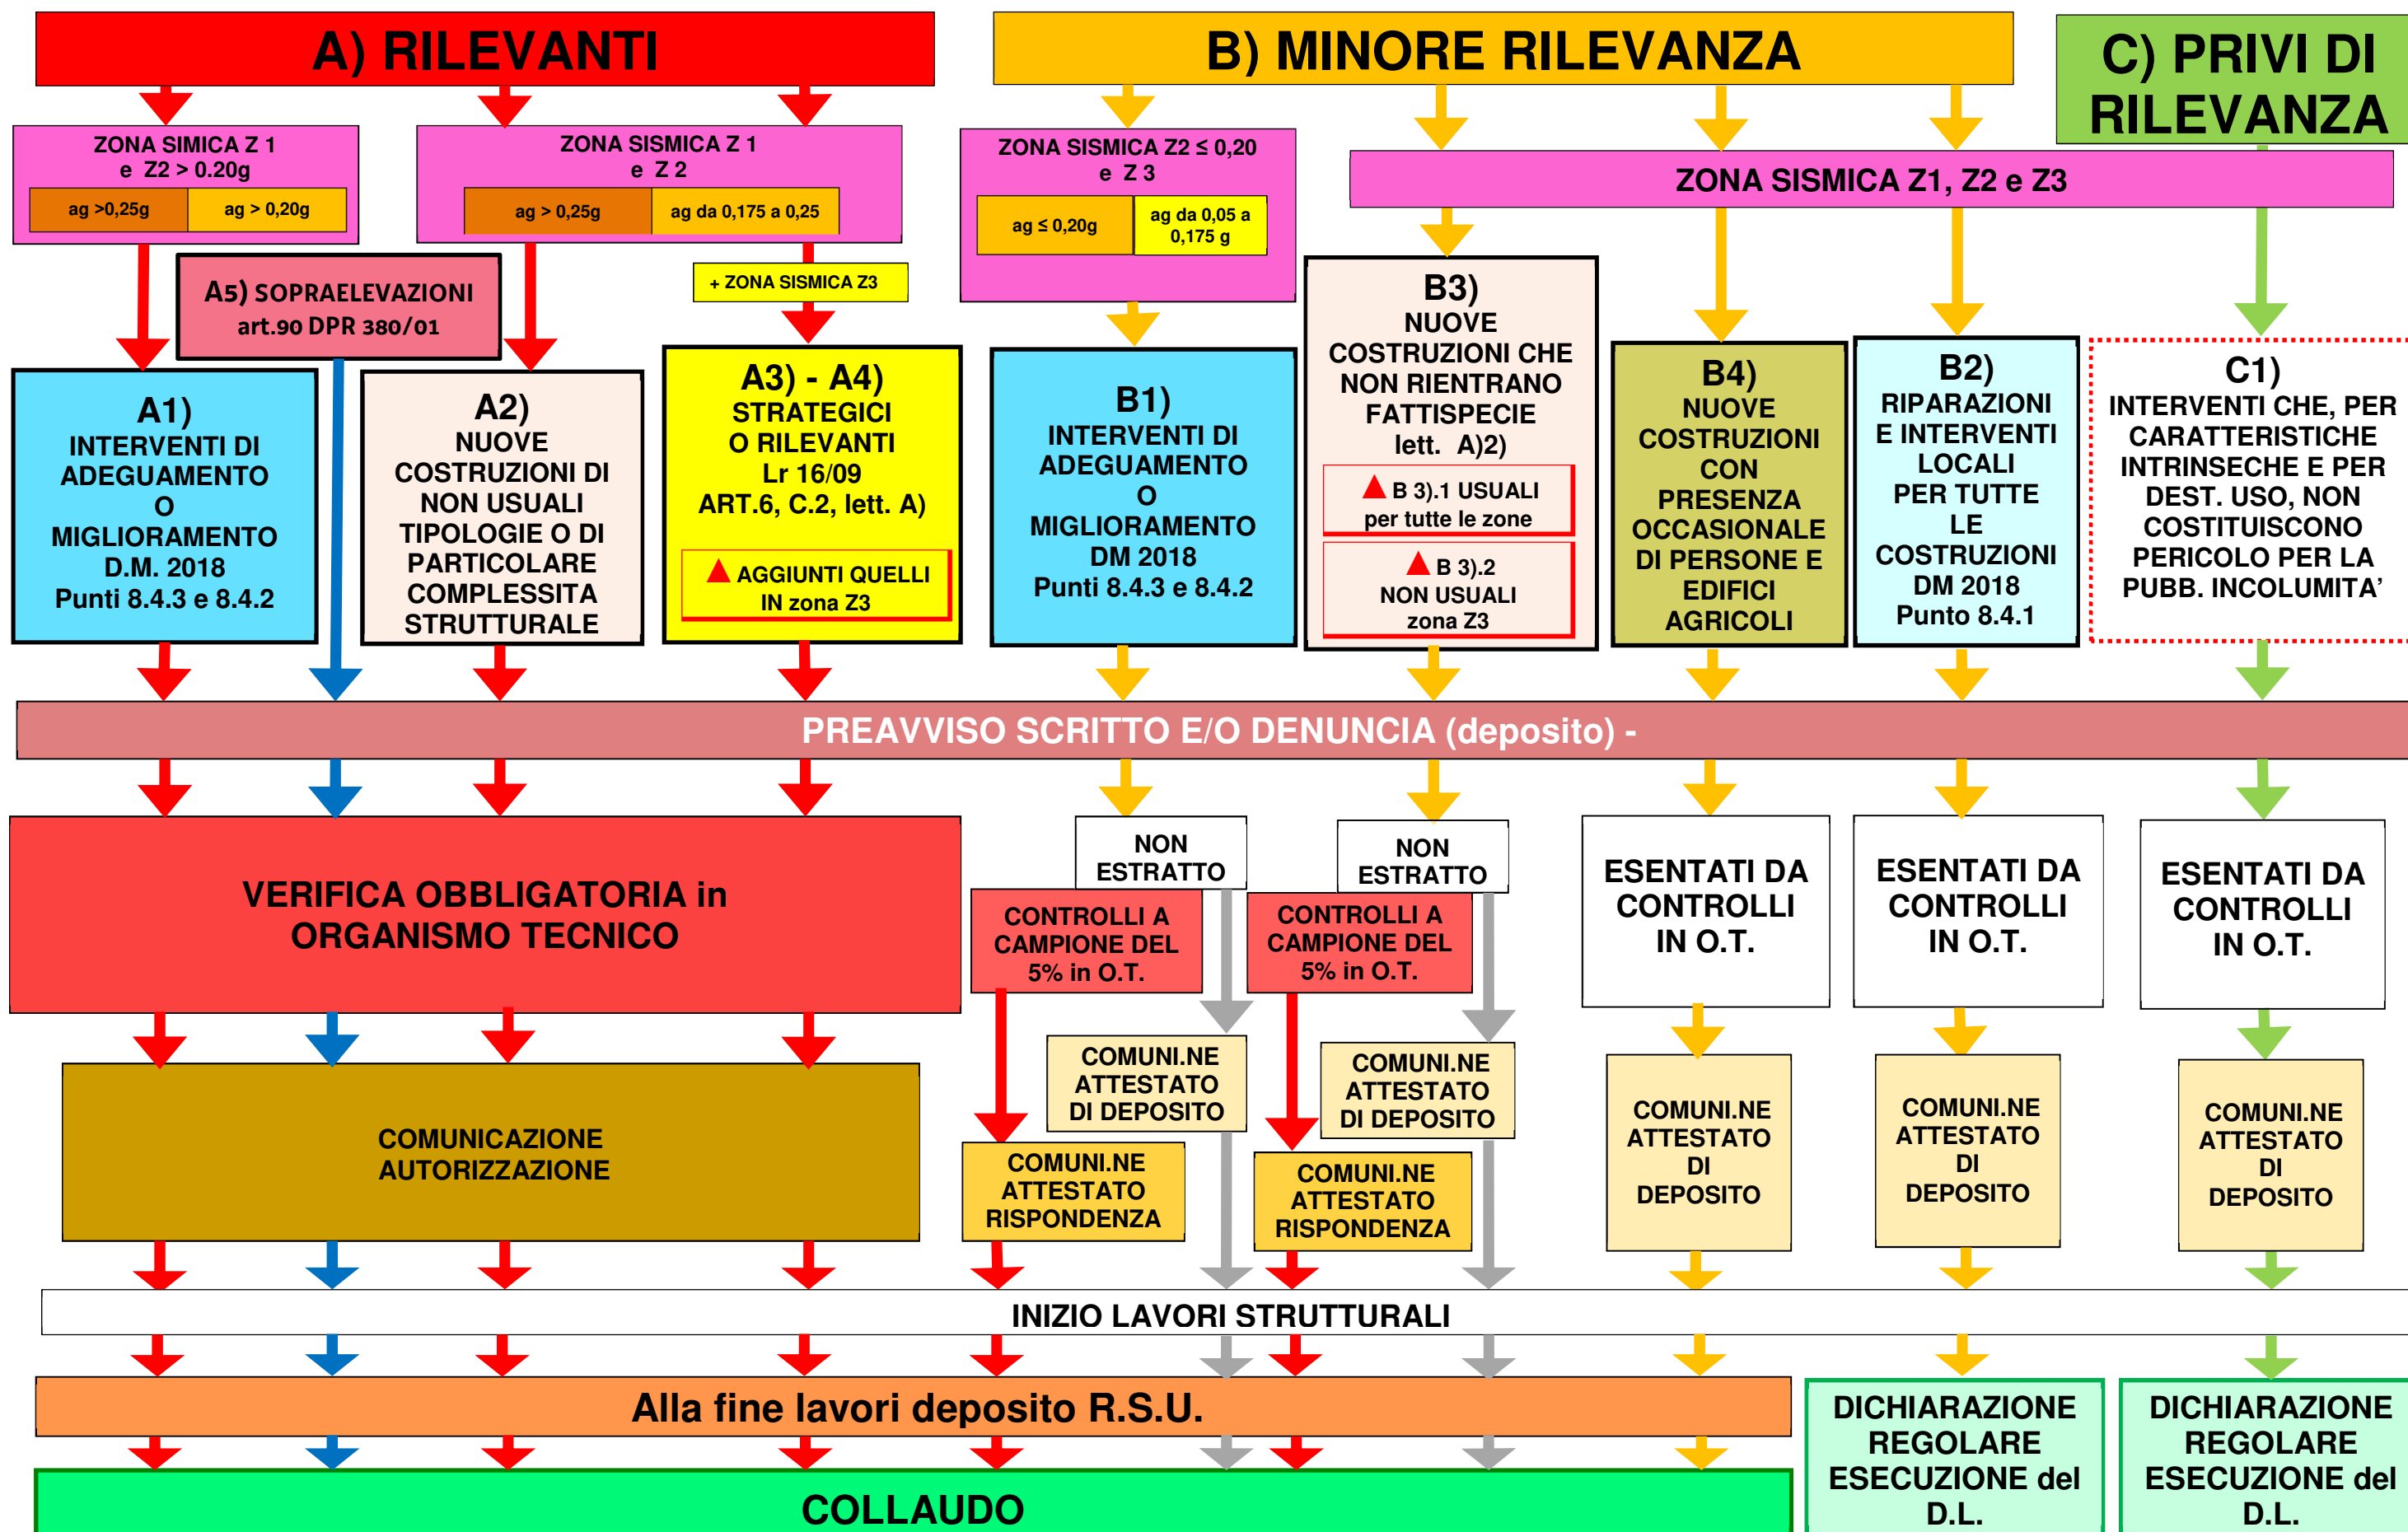 A) RILEVANTI
B) MINORE RILEVANZA
C) PRIVI DI
RILEVANZA
ZONA SIMICA Z 1
e Z2 > 0.20g
ag >0,25g
ag > 0,20g
ZONA SISMICA Z 1
e Z 2
ag > 0,25g
ag da 0,175 a 0,25
ZONA SISMICA Z2 ≤ 0,20
e Z 3
ag ≤ 0,20g
ag da 0,05 a
0,175 g
ZONA SISMICA Z1, Z2 e Z3
A5) SOPRAELEVAZIONI
art.90 DPR 380/01
+ ZONA SISMICA Z3
A1)
INTERVENTI DI
ADEGUAMENTO
O
MIGLIORAMENTO
D.M. 2018
Punti 8.4.3 e 8.4.2
A2)
NUOVE
COSTRUZIONI DI
NON USUALI
TIPOLOGIE O DI
PARTICOLARE
COMPLESSITA
STRUTTURALE
A3) - A4)
STRATEGICI
O RILEVANTI
Lr 16/09
ART.6, C.2, lett. A)
AGGIUNTI QUELLI
IN zona Z3
B1)
INTERVENTI DI
ADEGUAMENTO
O
MIGLIORAMENTO
DM 2018
Punti 8.4.3 e 8.4.2
B3)
NUOVE
COSTRUZIONI CHE
NON RIENTRANO
FATTISPECIE
lett. A)2)
B 3).1 USUALI
per tutte le zone
B 3).2
NON USUALI
zona Z3
B4)
NUOVE
COSTRUZIONI
CON
PRESENZA
OCCASIONALE
DI PERSONE E
EDIFICI
AGRICOLI
B2)
RIPARAZIONI
E INTERVENTI
LOCALI
PER TUTTE
LE
COSTRUZIONI
DM 2018
Punto 8.4.1
C1)
INTERVENTI CHE, PER
CARATTERISTICHE
INTRINSECHE E PER
DEST. USO, NON
COSTITUISCONO
PERICOLO PER LA
PUBB. INCOLUMITA’
PREAVVISO SCRITTO E/O DENUNCIA (deposito) -
VERIFICA OBBLIGATORIA in
ORGANISMO TECNICO
NON
ESTRATTO
CONTROLLI A
CAMPIONE DEL
5% in O.T.
NON
ESTRATTO
CONTROLLI A
CAMPIONE DEL
5% in O.T.
ESENTATI DA
CONTROLLI
IN O.T.
ESENTATI DA
CONTROLLI
IN O.T.
ESENTATI DA
CONTROLLI
IN O.T.
COMUNICAZIONE
AUTORIZZAZIONE
COMUNI.NE
ATTESTATO
DI DEPOSITO
COMUNI.NE
ATTESTATO
RISPONDENZA
COMUNI.NE
ATTESTATO
DI DEPOSITO
COMUNI.NE
ATTESTATO
RISPONDENZA
COMUNI.NE
ATTESTATO
DI
DEPOSITO
COMUNI.NE
ATTESTATO
DI
DEPOSITO
COMUNI.NE
ATTESTATO
DI
DEPOSITO
INIZIO LAVORI STRUTTURALI
Alla fine lavori deposito R.S.U.
COLLAUDO
DICHIARAZIONE
REGOLARE
ESECUZIONE del
D.L.
DICHIARAZIONE
REGOLARE
ESECUZIONE del
D.L.